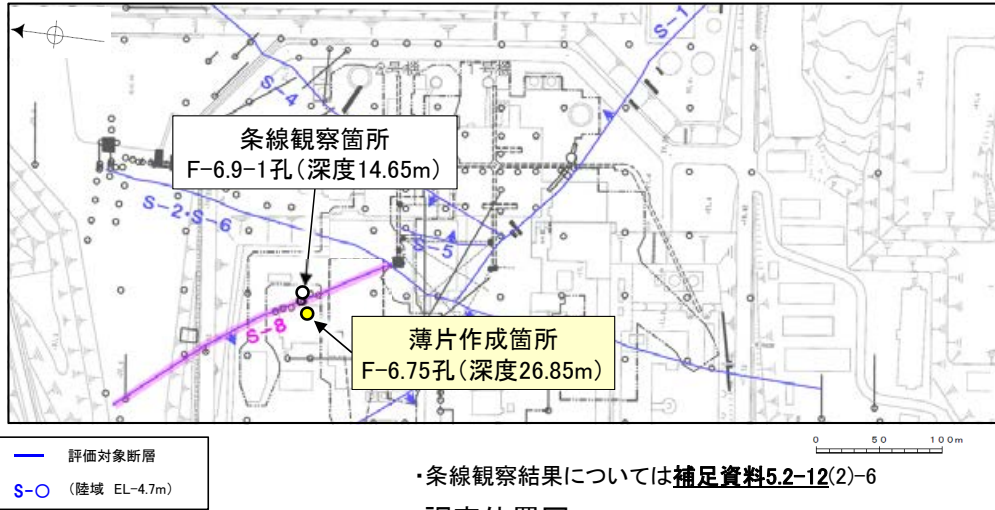 S-1
S-4
条線観察箇所
F-6.9-1孔(深度14.65m)
S-2・S-6
S-5
S-8
薄片作成箇所
F-6.75孔(深度26.85m)
0 50 100m
評価対象断層
S-○ (陸域 EL-4.7m)
・条線観察結果については補足資料5.2-12(2)-6